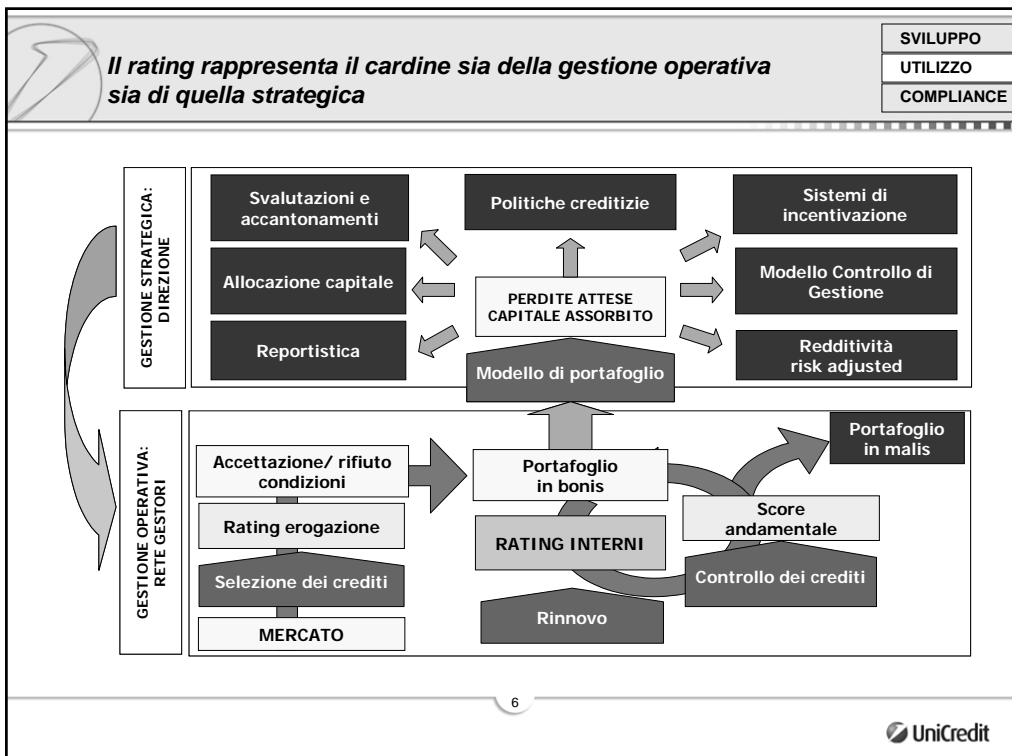 Il rating rappresenta il cardine sia della gestione operativa
sia di quella strategica
SVILUPPO
UTILIZZO
COMPLIANCE
GESTIONE STRATEGICA:
DIREZIONE
Svalutazioni e
accantonamenti
Politiche creditizie
Sistemi di
incentivazione
Allocazione capitale
PERDITE ATTESE
CAPITALE ASSORBITO
Modello Controllo di
Gestione
Reportistica
Modello di portafoglio
Redditività
risk adjusted
GESTIONE OPERATIVA:
RETE GESTORI
Accettazione/ rifiuto
condizioni
Portafoglio
in bonis
Portafoglio
in malis
Rating erogazione
RATING INTERNI
Score
andamentale
Selezione dei crediti
Controllo dei crediti
Rinnovo
MERCATO
6
UniCredit